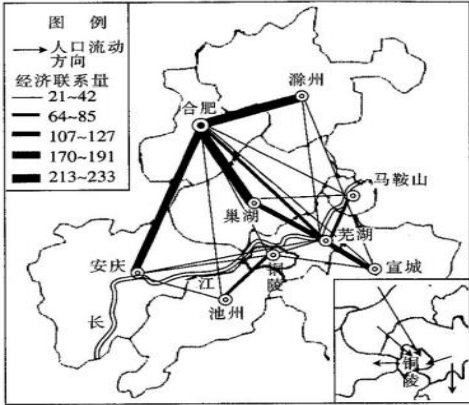 图 例
人口流动
方向
经济联系量
21~42
64~85
107~127
170~191
213~233
滁州
合肥
马鞍山
巢湖
芜湖
安庆
铜陵
宣城
江
池州
长
铜陵